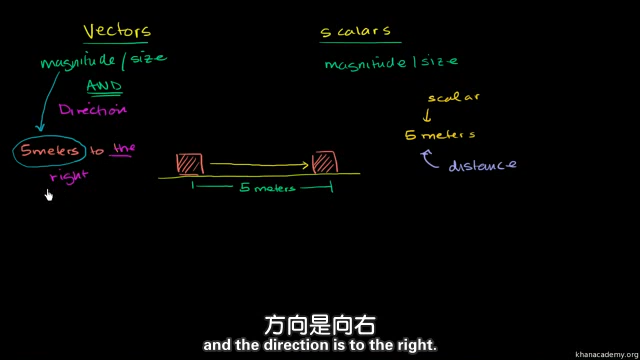 Vectors
magnitude/size
AND
Direction
5 meters to the
right
scalars
magnitude/size
scalar
5 meters
distance
5 meters
方向是向右
and the direction is to the right.
khanacademy.org